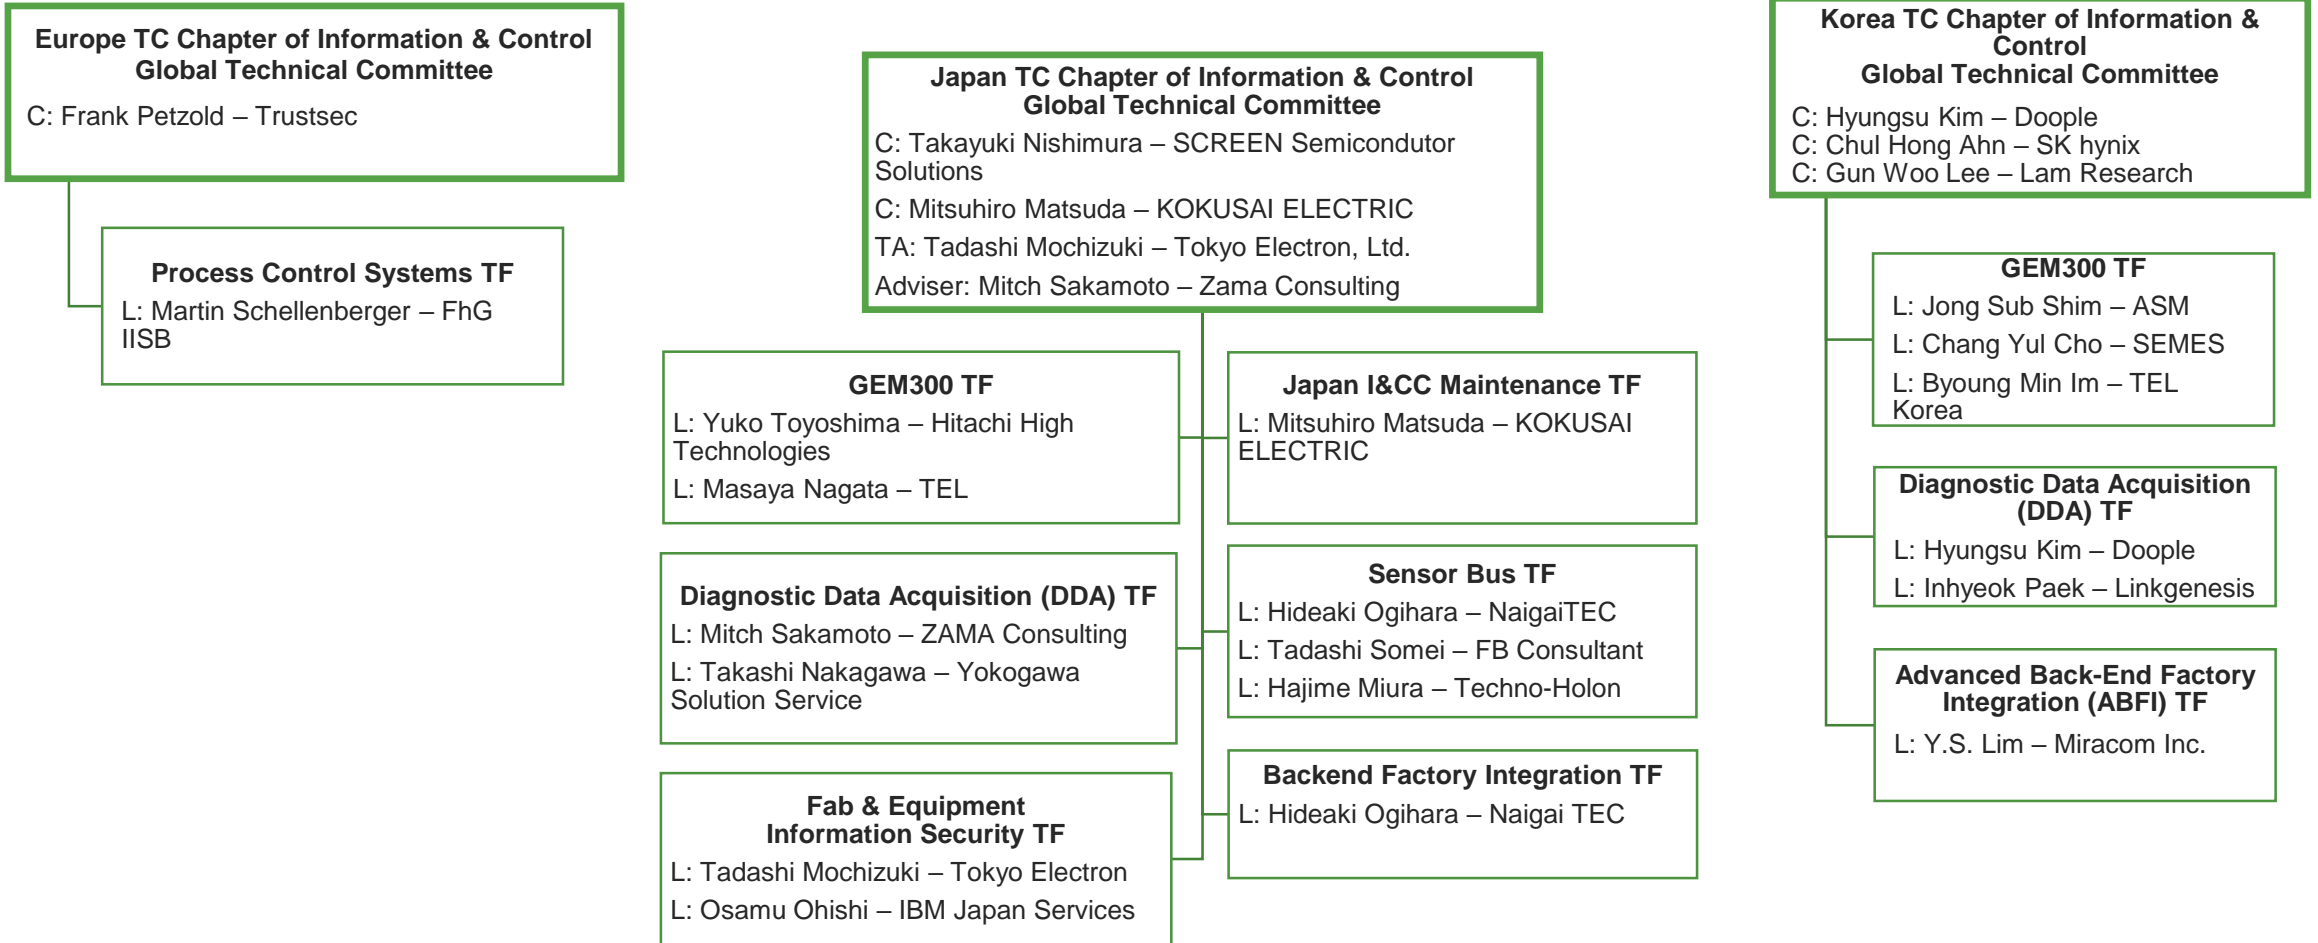 Europe TC Chapter of Information & Control
Global Technical Committee
C: Frank Petzold – Trustsec
Process Control Systems TF
L: Martin Schellenberger – FhG
IISB
Japan TC Chapter of Information & Control
Global Technical Committee
C: Takayuki Nishimura – SCREEN Semicondutor
Solutions
C: Mitsuhiro Matsuda – KOKUSAI ELECTRIC
TA: Tadashi Mochizuki – Tokyo Electron, Ltd.
Adviser: Mitch Sakamoto – Zama Consulting
GEM300 TF
L: Yuko Toyoshima – Hitachi High
Technologies
L: Masaya Nagata – TEL
Japan I&CC Maintenance TF
L: Mitsuhiro Matsuda – KOKUSAI
ELECTRIC
Diagnostic Data Acquisition (DDA) TF
L: Mitch Sakamoto – ZAMA Consulting
L: Takashi Nakagawa – Yokogawa
Solution Service
Sensor Bus TF
L: Hideaki Ogihara – NaigaiTEC
L: Tadashi Somei – FB Consultant
L: Hajime Miura – Techno-Holon
Fab & Equipment
Information Security TF
L: Tadashi Mochizuki – Tokyo Electron
L: Osamu Ohishi – IBM Japan Services
Backend Factory Integration TF
L: Hideaki Ogihara – Naigai TEC
Korea TC Chapter of Information &
Control
Global Technical Committee
C: Hyungsu Kim – Doople
C: Chul Hong Ahn – SK hynix
C: Gun Woo Lee – Lam Research
GEM300 TF
L: Jong Sub Shim – ASM
L: Chang Yul Cho – SEMES
L: Byoung Min Im – TEL
Korea
Diagnostic Data Acquisition
(DDA) TF
L: Hyungsu Kim – Doople
L: Inhyeok Paek – Linkgenesis
Advanced Back-End Factory
Integration (ABFI) TF
L: Y.S. Lim – Miracom Inc.